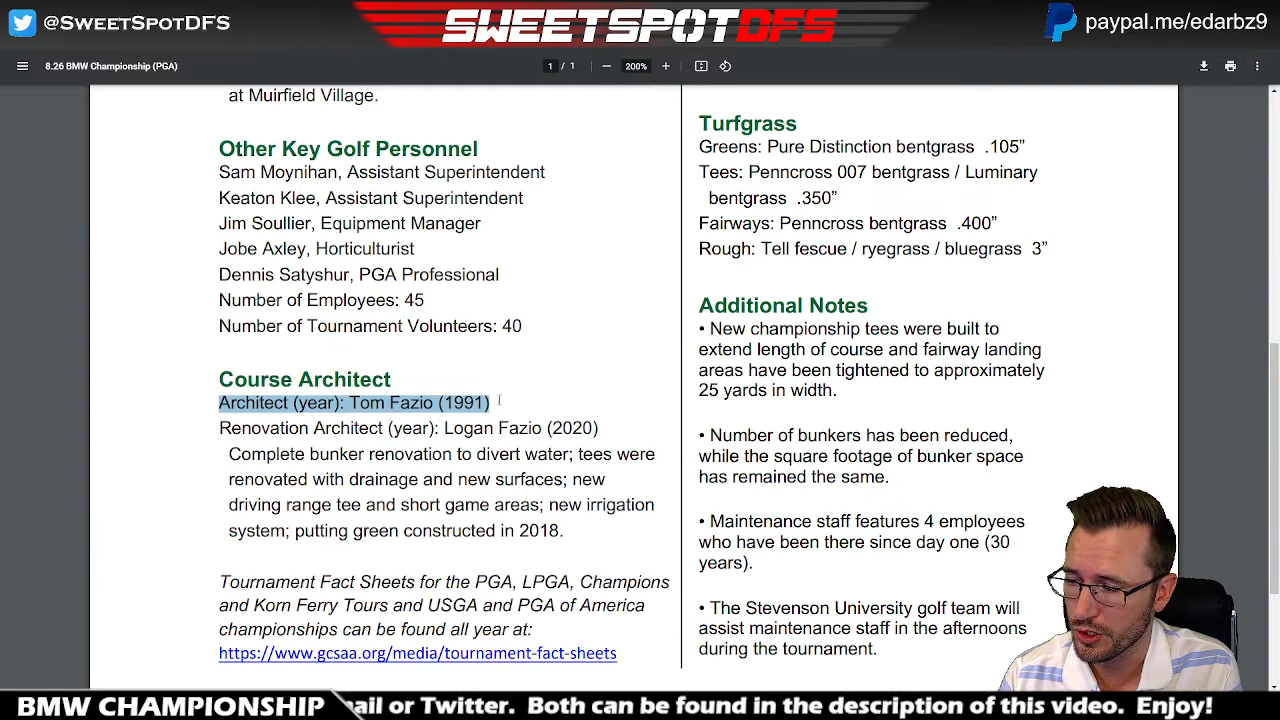 @SWEETSPOTDFS
SWEETSPOTDFS
paypal.me/edarbz9
8.26 BMW Championship (PGA)
1 / 1
200%
at Muirfield Village.
Other Key Golf Personnel
Sam Moynihan, Assistant Superintendent
Keaton Klee, Assistant Superintendent
Jim Soullier, Equipment Manager
Jobe Axley, Horticulturist
Dennis Satyshur, PGA Professional
Number of Employees: 45
Number of Tournament Volunteers: 40
Course Architect
Architect (year): Tom Fazio (1991)
Renovation Architect (year): Logan Fazio (2020)
Complete bunker renovation to divert water; tees were
renovated with drainage and new surfaces; new
driving range tee and short game areas; new irrigation
system; putting green constructed in 2018.
Tournament Fact Sheets for the PGA, LPGA, Champions
and Korn Ferry Tours and USGA and PGA of America
championships can be found all year at:
https://www.gcsaa.org/media/tournament-fact-sheets
Turfgrass
Greens: Pure Distinction bentgrass .105”
Tees: Penncross 007 bentgrass / Luminary
bentgrass .350”
Fairways: Penncross bentgrass .400”
Rough: Tell fescue / ryegrass / bluegrass 3”
Additional Notes
• New championship tees were built to
extend length of course and fairway landing
areas have been tightened to approximately
25 yards in width.
• Number of bunkers has been reduced,
while the square footage of bunker space
has remained the same.
• Maintenance staff features 4 employees
who have been there since day one (30
years).
• The Stevenson University golf team will
assist maintenance staff in the afternoons
during the tournament.
BMW CHAMPIONSHIP
ail or Twitter. Both can be found in the description of this video. Enjoy!